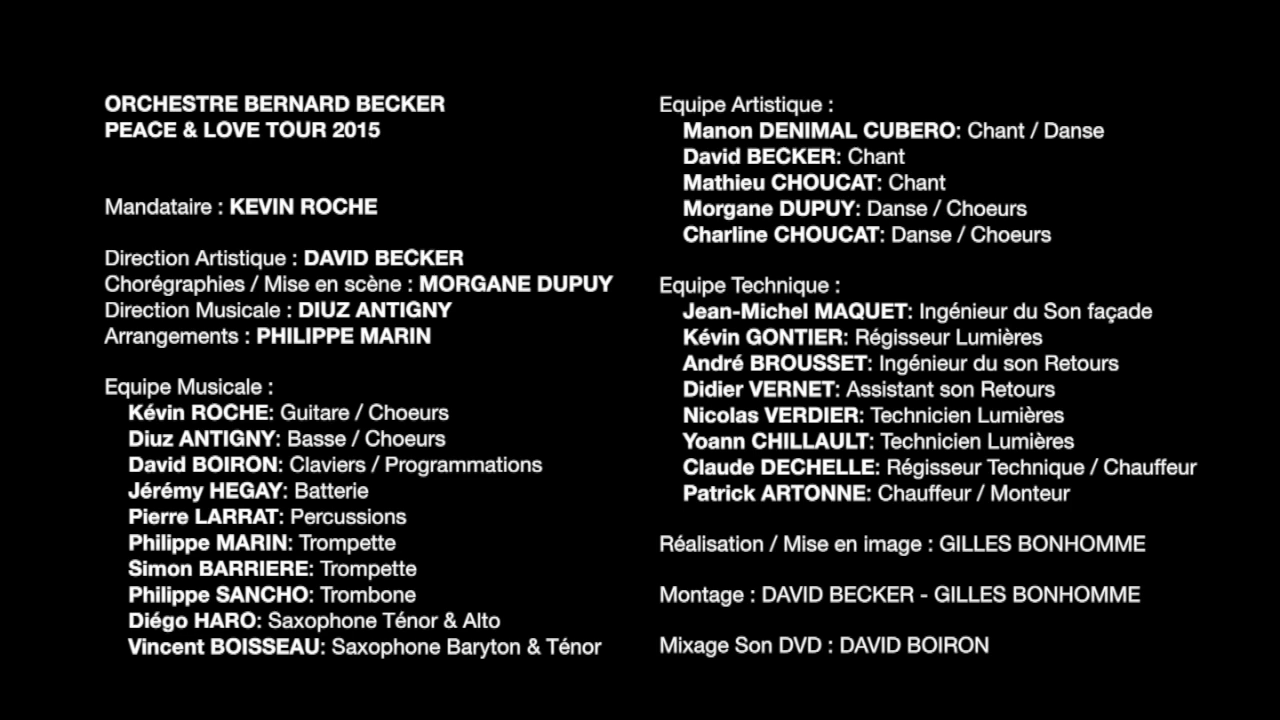 ORCHESTRE BERNARD BECKER
PEACE & LOVE TOUR 2015
Mandataire : KEVIN ROCHE
Direction Artistique : DAVID BECKER
Chorégraphies / Mise en scène : MORGANE DUPUY
Direction Musicale : DIUZ ANTIGNY
Arrangements : PHILIPPE MARIN
Equipe Musicale :
Kévin ROCHE: Guitare / Choeurs
Diuz ANTIGNY: Basse / Choeurs
David BOIRON: Claviers / Programmations
Jérémy HEGAY: Batterie
Pierre LARRAT: Percussions
Philippe MARIN: Trompette
Simon BARRIERE: Trompette
Philippe SANCHO: Trombone
Diégo HARO: Saxophone Ténor & Alto
Vincent BOISSEAU: Saxophone Baryton & Ténor
Equipe Artistique :
Manon DENIMAL CUBERO: Chant / Danse
David BECKER: Chant
Mathieu CHOUCAT: Chant
Morgane DUPUY: Danse / Choeurs
Charline CHOUCAT: Danse / Choeurs
Equipe Technique :
Jean-Michel MAQUET: Ingénieur du Son façade
Kévin GONTIER: Régisseur Lumières
André BROUSSET: Ingénieur du son Retours
Didier VERNET: Assistant son Retours
Nicolas VERDIER: Technicien Lumières
Yoann CHILLAULT: Technicien Lumières
Claude DECHELLE: Régisseur Technique / Chauffeur
Patrick ARTONNE: Chauffeur / Monteur
Réalisation / Mise en image : GILLES BONHOMME
Montage : DAVID BECKER - GILLES BONHOMME
Mixage Son DVD : DAVID BOIRON